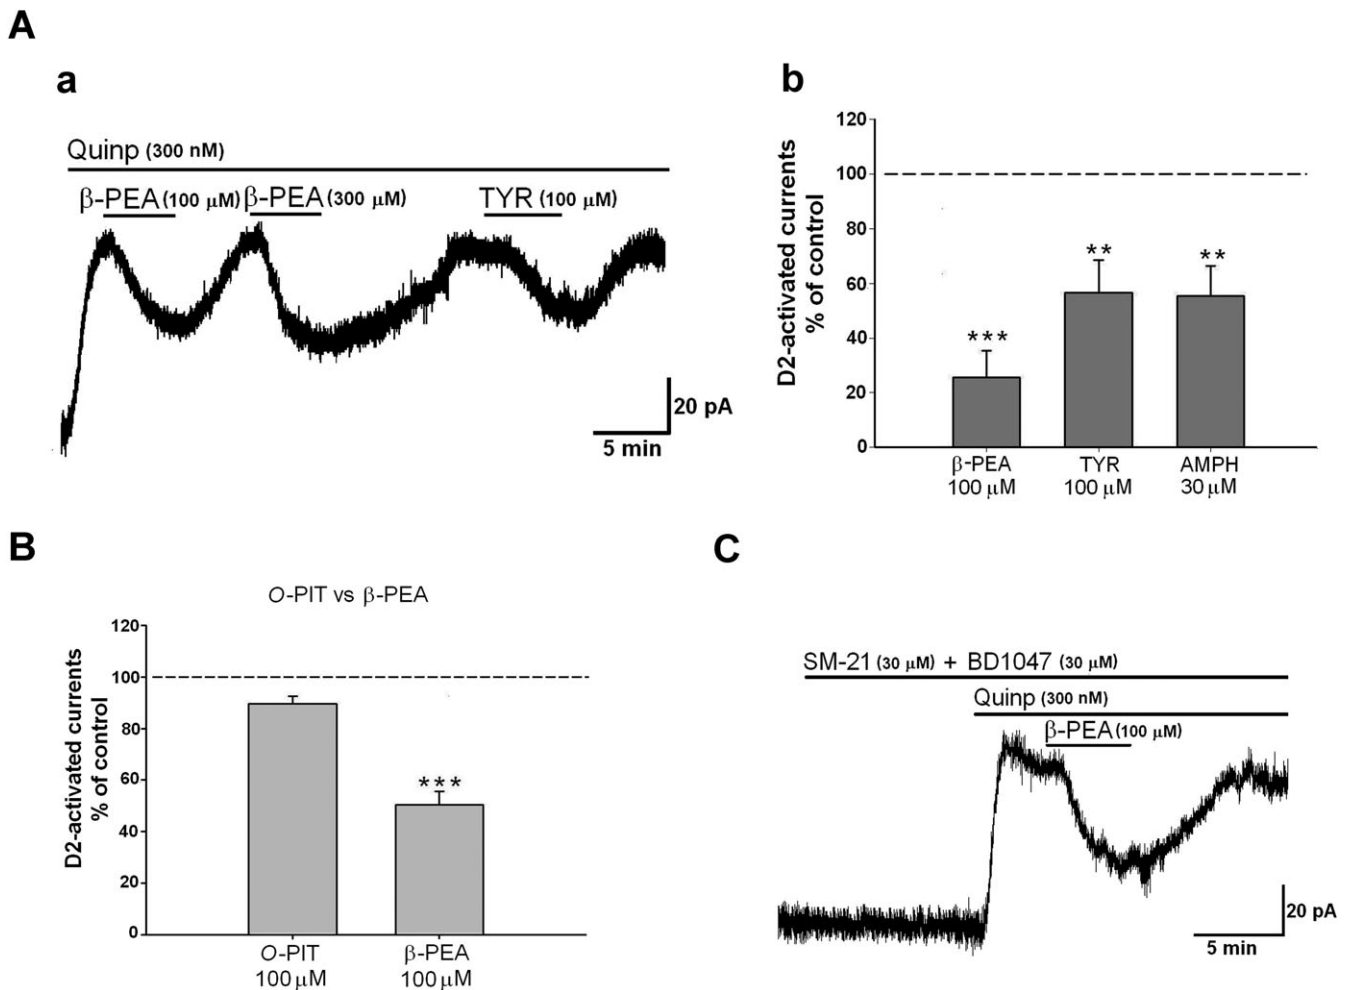 A
a
Quinp (300 nM)
β-PEA (100 μM) β-PEA (300 μM) TYR (100 μM)
20 pA
5 min
b
D2-activated currents
% of control
120
100
80
60
40
20
0
***
**
**
β-PEA
100 μM
TYR
100 μM
AMPH
30 μM
B
O-PIT vs β-PEA
D2-activated currents
% of control
120
100
80
60
40
20
0
***
O-PIT
100 μM
β-PEA
100 μM
C
SM-21 (30 μM) + BD1047 (30 μM)
Quinp (300 nM)
β-PEA (100 μM)
20 pA
5 min